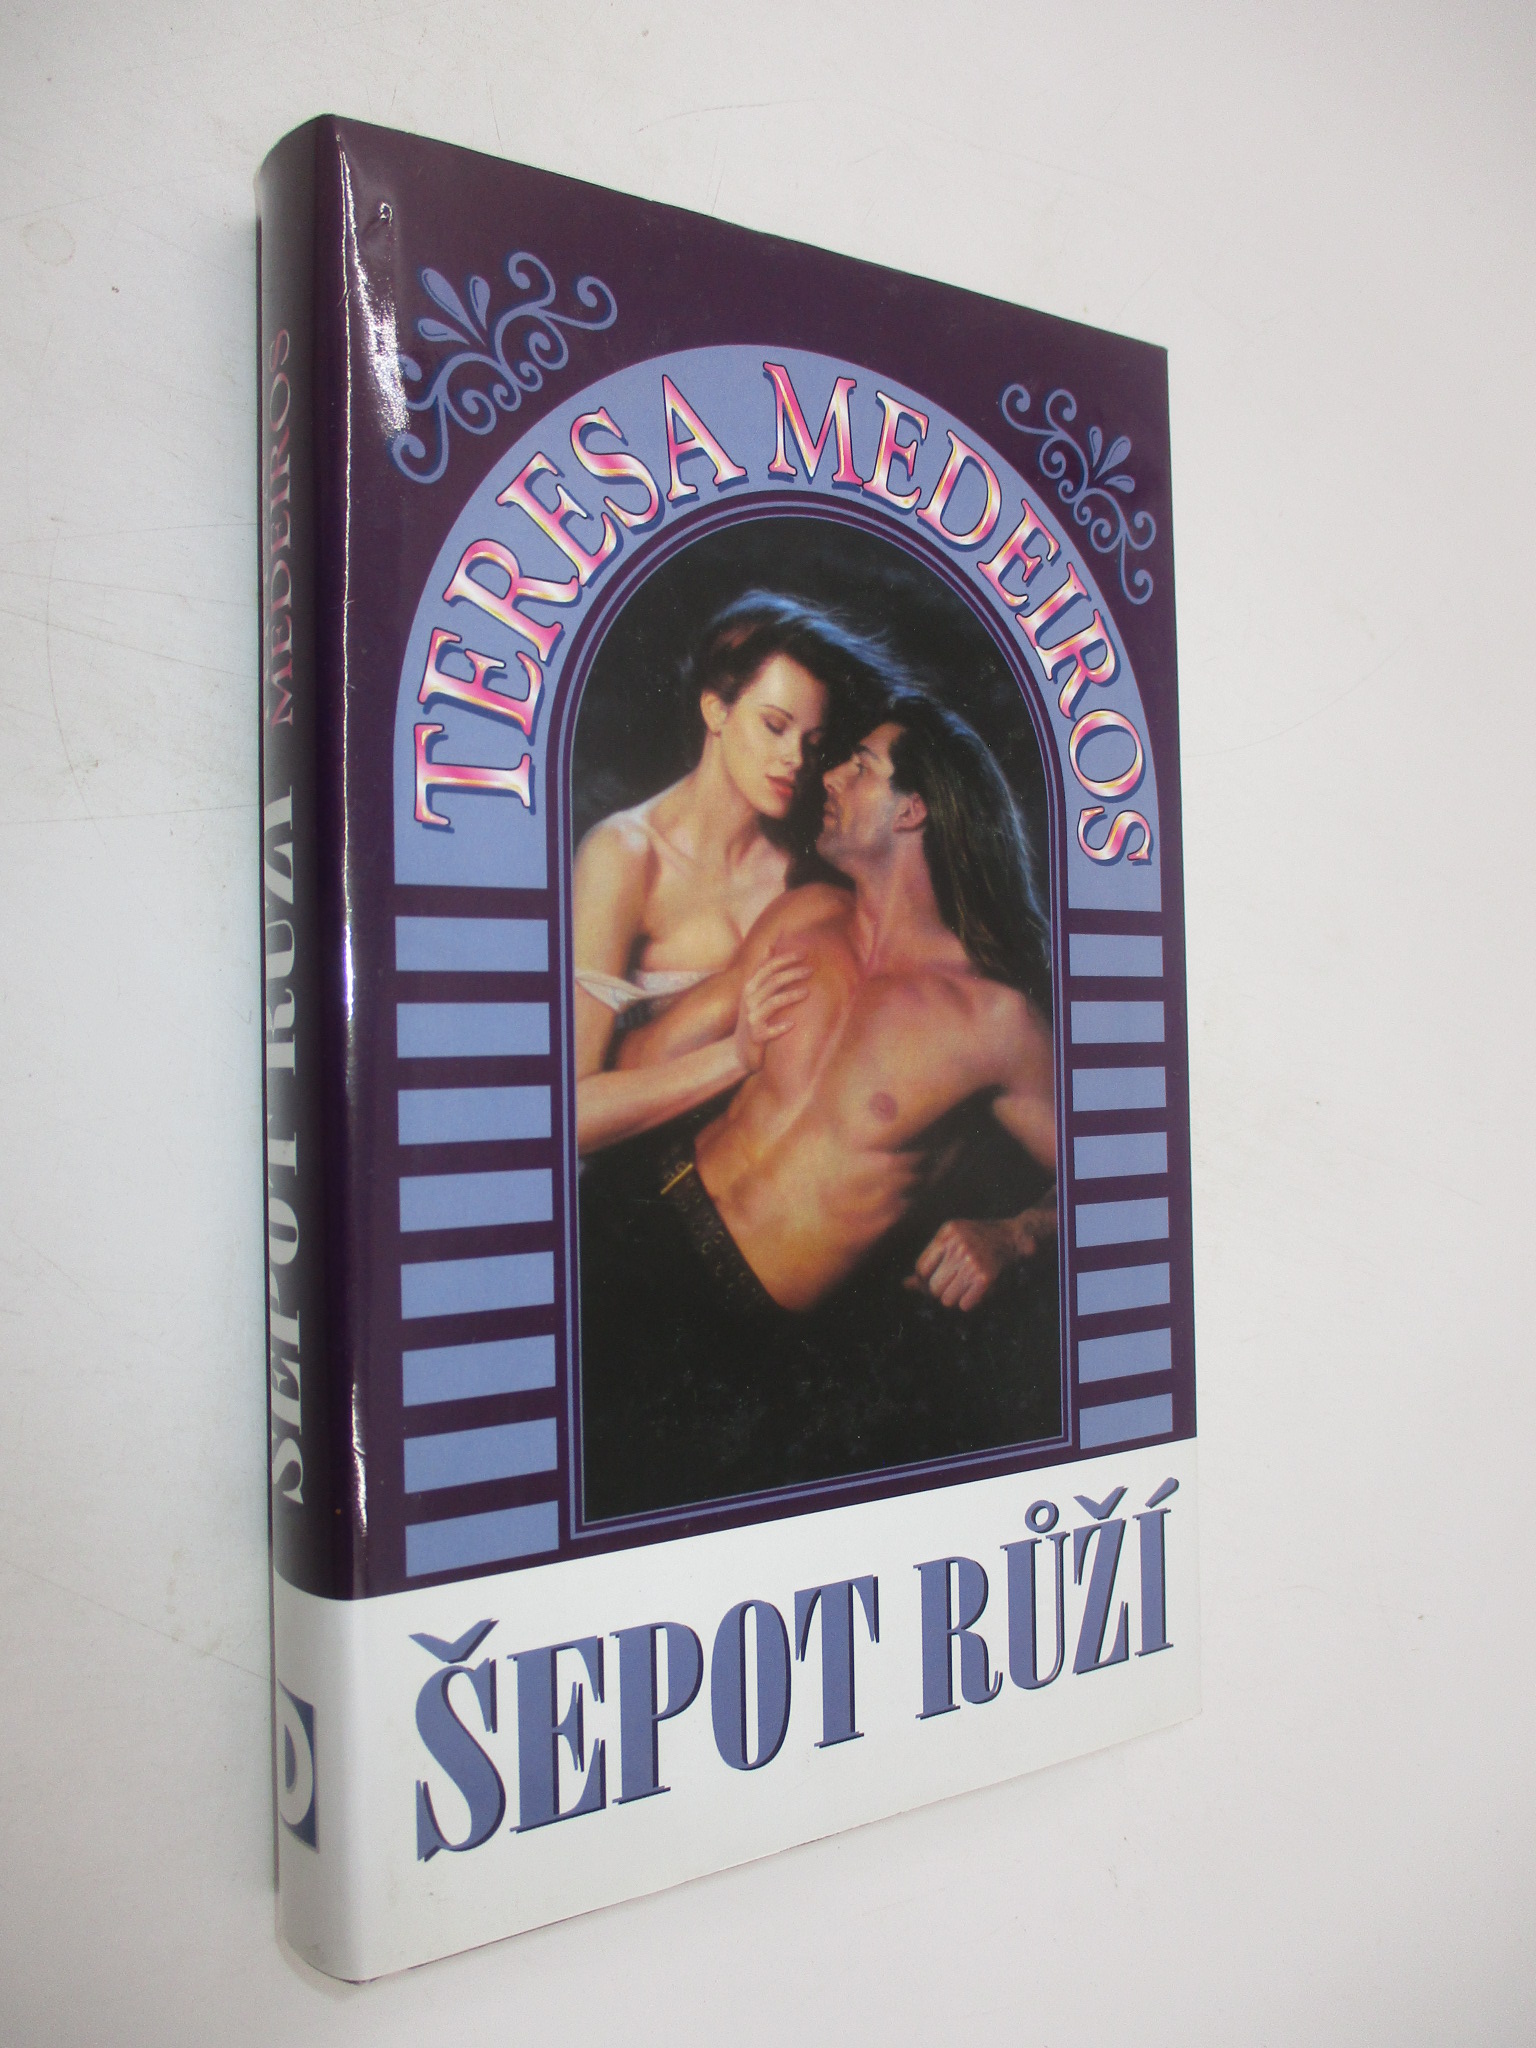 TERESA MEDEIROS
ŠEPOT RŮŽÍ
ŠEPOT RŮŽÍ MEDEIROS
D